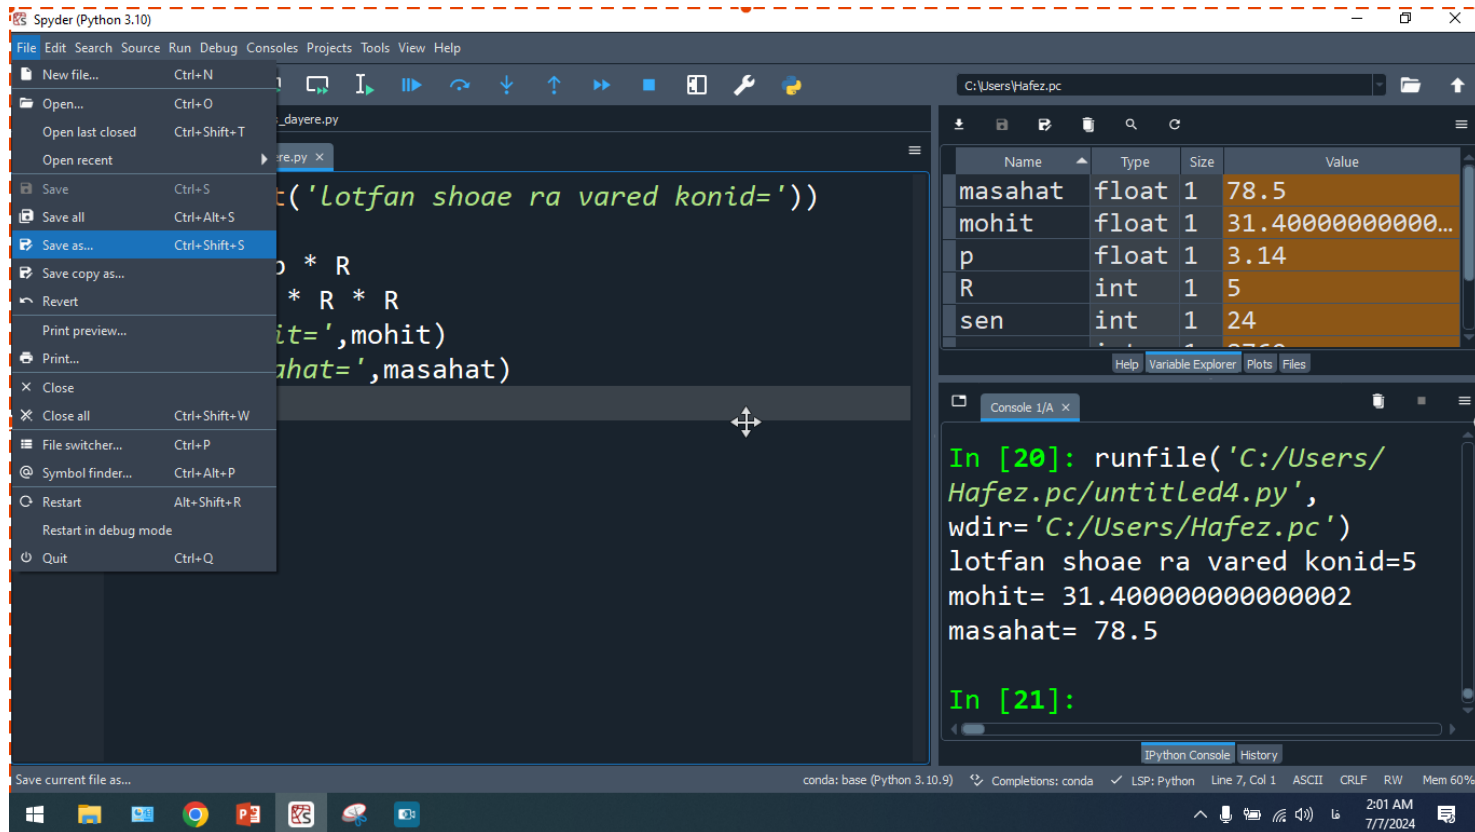 Spyder (Python 3.10)
File Edit Search Source Run Debug Consoles Projects Tools View Help
New file... Ctrl+N
Open... Ctrl+O
Open last closed Ctrl+Shift+T
Open recent
Save Ctrl+S
Save all Ctrl+Alt+S
Save as... Ctrl+Shift+S
Save copy as...
Revert
Print preview...
Print...
Close
Close all Ctrl+Shift+W
File switcher... Ctrl+P
Symbol finder... Ctrl+Alt+P
Restart Alt+Shift+R
Restart in debug mode
Quit Ctrl+Q
_dayere.py
re.py
t('lotfan shoae ra vared konid='))
* R
* R * R
it=',mohit)
ahat=',masahat)
C:\Users\Hafez.pc
Name Type Size Value
masahat float 1 78.5
mohit float 1 31.40000000000...
p float 1 3.14
R int 1 5
sen int 1 24
Help Variable Explorer Plots Files
Console 1/A
In [20]: runfile('C:/Users/
Hafez.pc/untitled4.py',
wdir='C:/Users/Hafez.pc')
lotfan shoae ra vared konid=5
mohit= 31.400000000000002
masahat= 78.5
In [21]:
IPython Console History
Save current file as... conda: base (Python 3.10.9) Completions: conda LSP: Python Line 7, Col 1 ASCII CRLF RW Mem 60%
فا
2:01 AM
7/7/2024